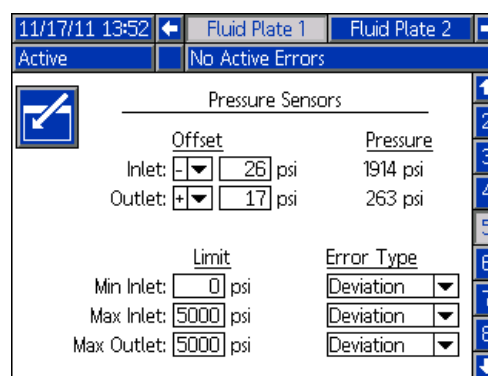 11/17/11 13:52 Fluid Plate 1 Fluid Plate 2
Active No Active Errors
Pressure Sensors
Offset Pressure
Inlet: - 26 psi 1914 psi
Outlet: + 17 psi 263 psi
Limit Error Type
Min Inlet: 0 psi Deviation
Max Inlet: 5000 psi Deviation
Max Outlet: 5000 psi Deviation
2
3
4
5
6
7
8